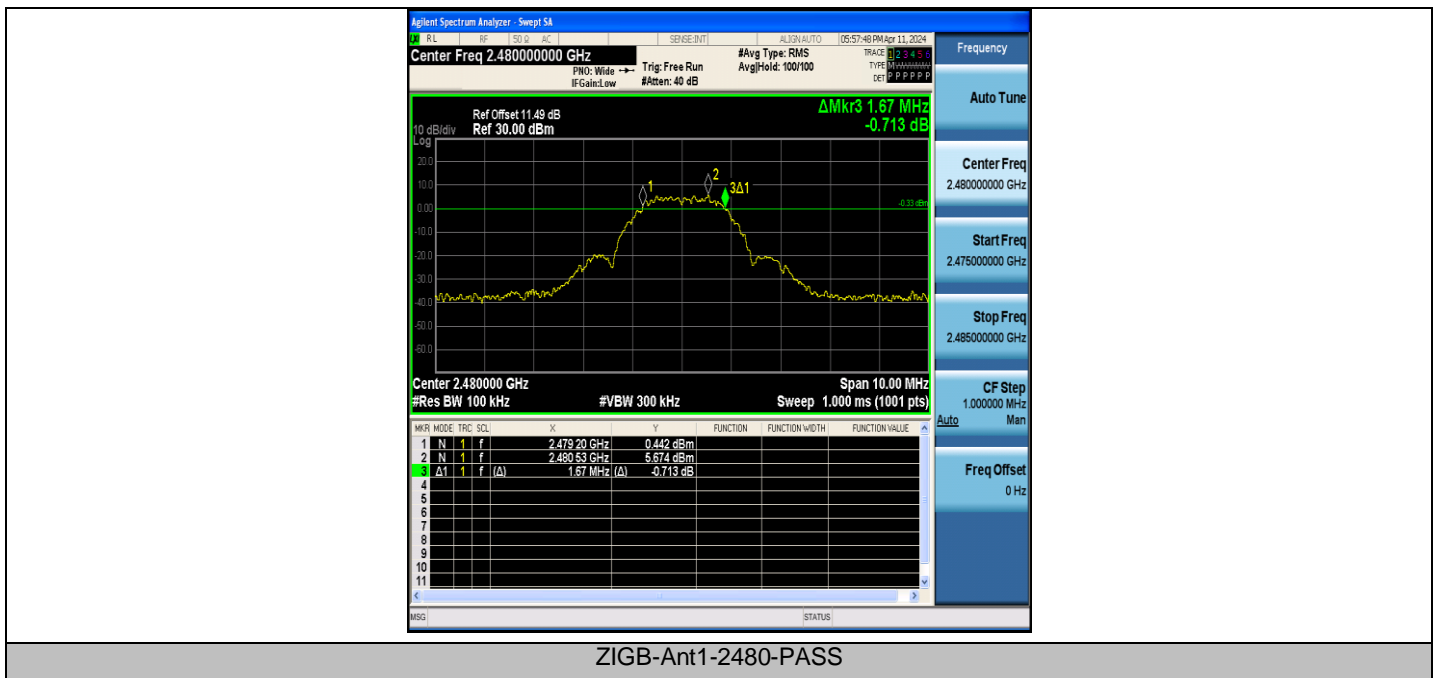 Agilent Spectrum Analyzer - Swept SA
RL RF 50 Ω AC SENSE:INT ALIGN AUTO 05:57:48 PM Apr 11, 2024
Center Freq 2.480000000 GHz
PNO: Wide
IFGain:Low
Trig: Free Run
#Atten: 40 dB
#Avg Type: RMS
Avg|Hold: 100/100
TRACE 1 2 3 4 5 6
TYPE M
DET P P P P P P
Ref Offset 11.49 dB
10 dB/div Ref 30.00 dBm
Log
ΔMkr3 1.67 MHz
-0.713 dB
20.0
10.0
0.00
-10.0
-20.0
-30.0
-40.0
-50.0
-60.0
1
2
3Δ1
-0.33 dBm
Center 2.480000 GHz Span 10.00 MHz
#Res BW 100 kHz #VBW 300 kHz Sweep 1.000 ms (1001 pts)
MKR MODE TRC SCL X Y FUNCTION FUNCTION WIDTH FUNCTION VALUE
1 N 1 f 2.479 20 GHz 0.442 dBm
2 N 1 f 2.480 53 GHz 5.674 dBm
3 Δ1 1 f (Δ) 1.67 MHz (Δ) -0.713 dB
4
5
6
7
8
9
10
11
MSG STATUS
Frequency
Auto Tune
Center Freq
2.480000000 GHz
Start Freq
2.475000000 GHz
Stop Freq
2.485000000 GHz
CF Step
1.000000 MHz
Auto Man
Freq Offset
0 Hz
ZIGB-Ant1-2480-PASS